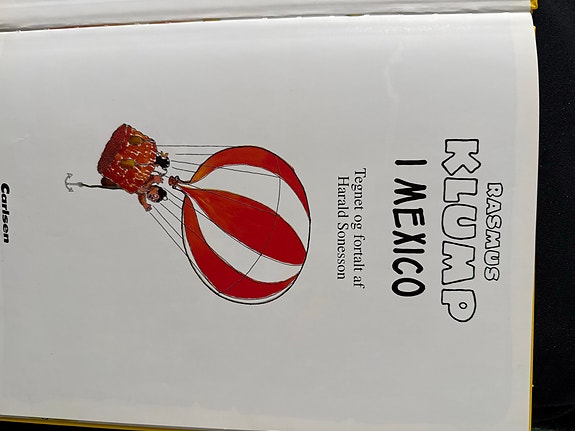 RASMUS
KLUMP
I MEXICO
Tegnet og fortalt af
Harald Sonesson
Carlsen